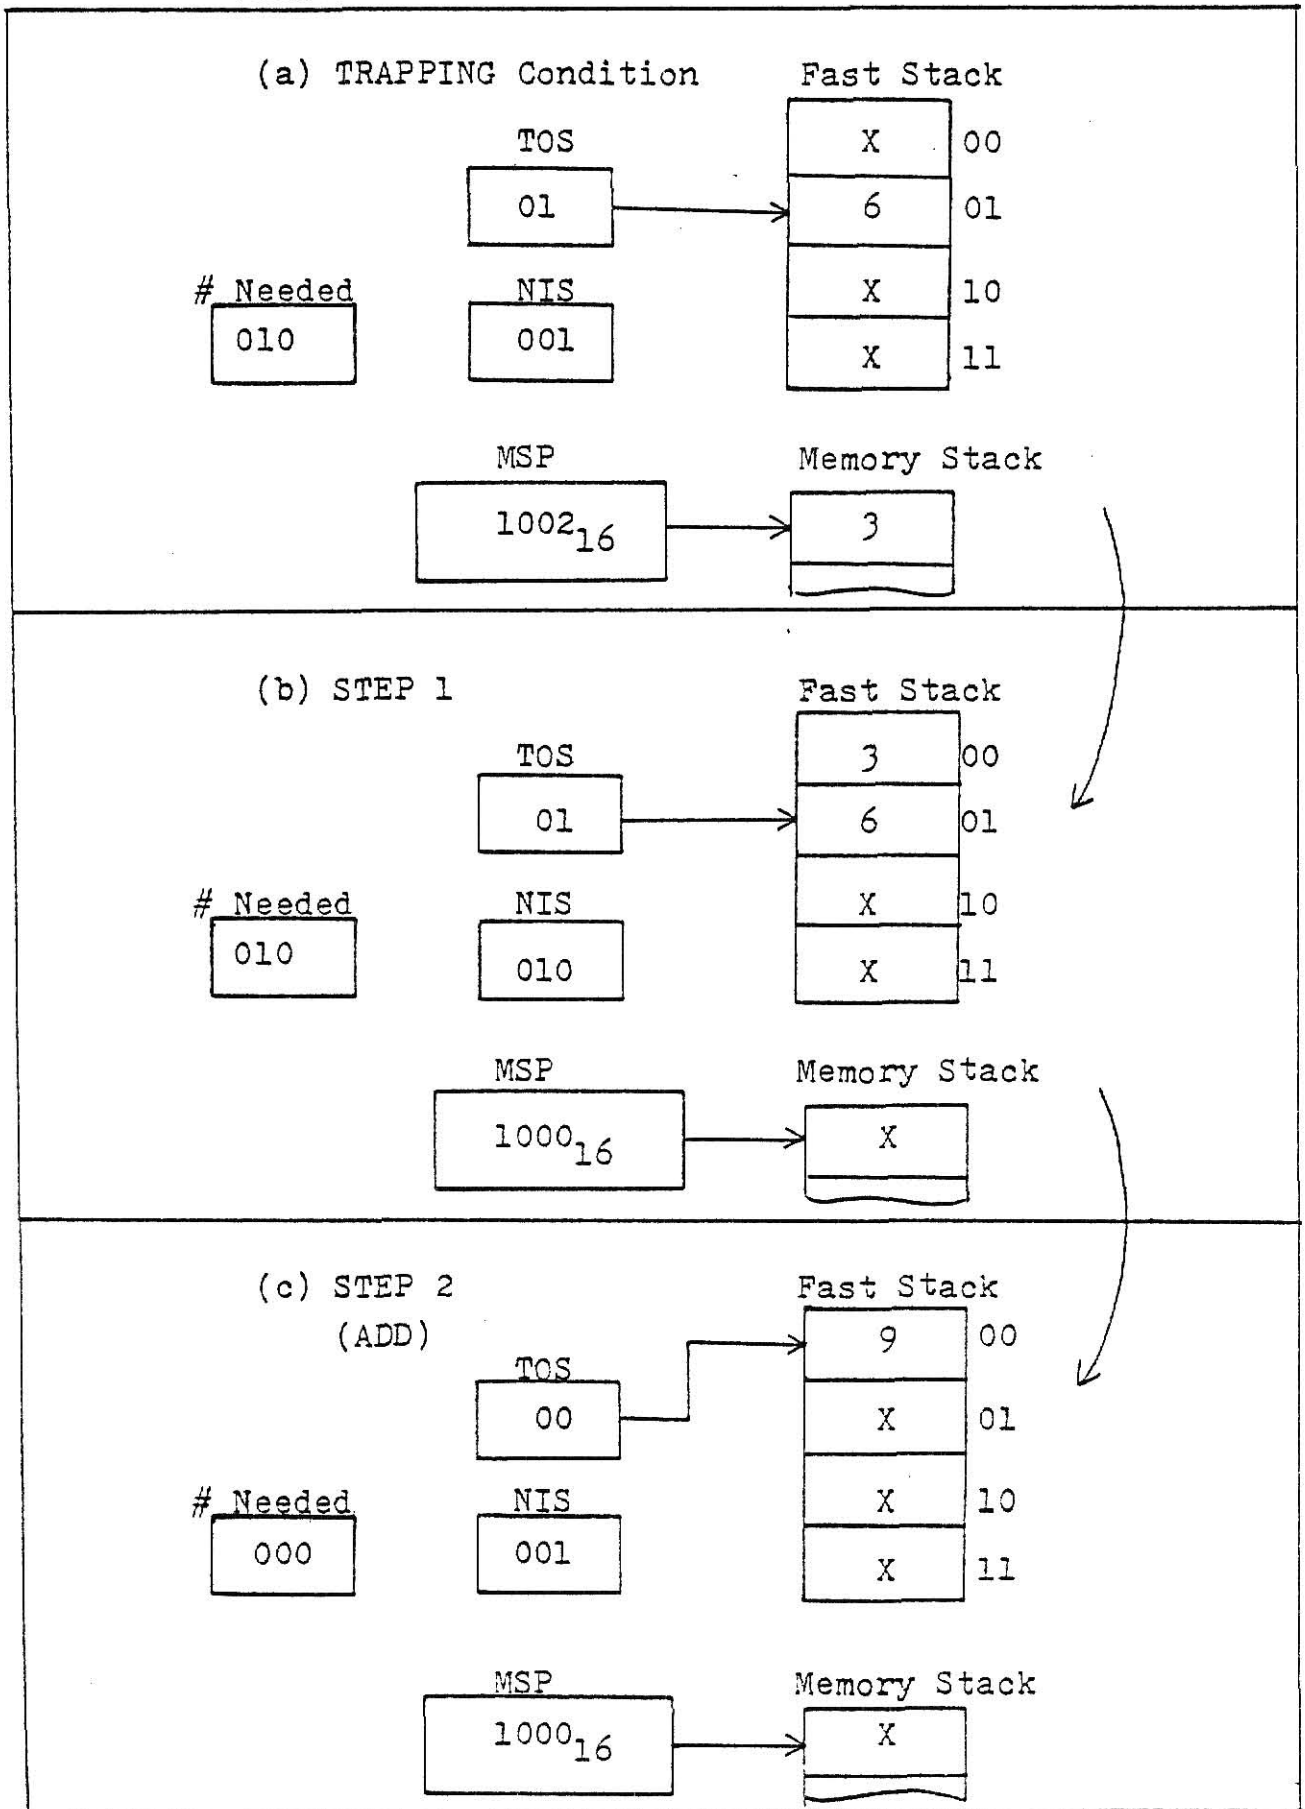 (a) TRAPPING Condition Fast Stack
X 00
TOS
01 6 01
# Needed NIS X 10
010 001 X 11
MSP Memory Stack
1002₁₆ 3
(b) STEP 1 Fast Stack
TOS 3 00
01 6 01
# Needed NIS X 10
010 010 X 11
MSP Memory Stack
1000₁₆ X
(c) STEP 2 Fast Stack
(ADD) 9 00
TOS
00 X 01
# Needed NIS X 10
000 001 X 11
MSP Memory Stack
1000₁₆ X